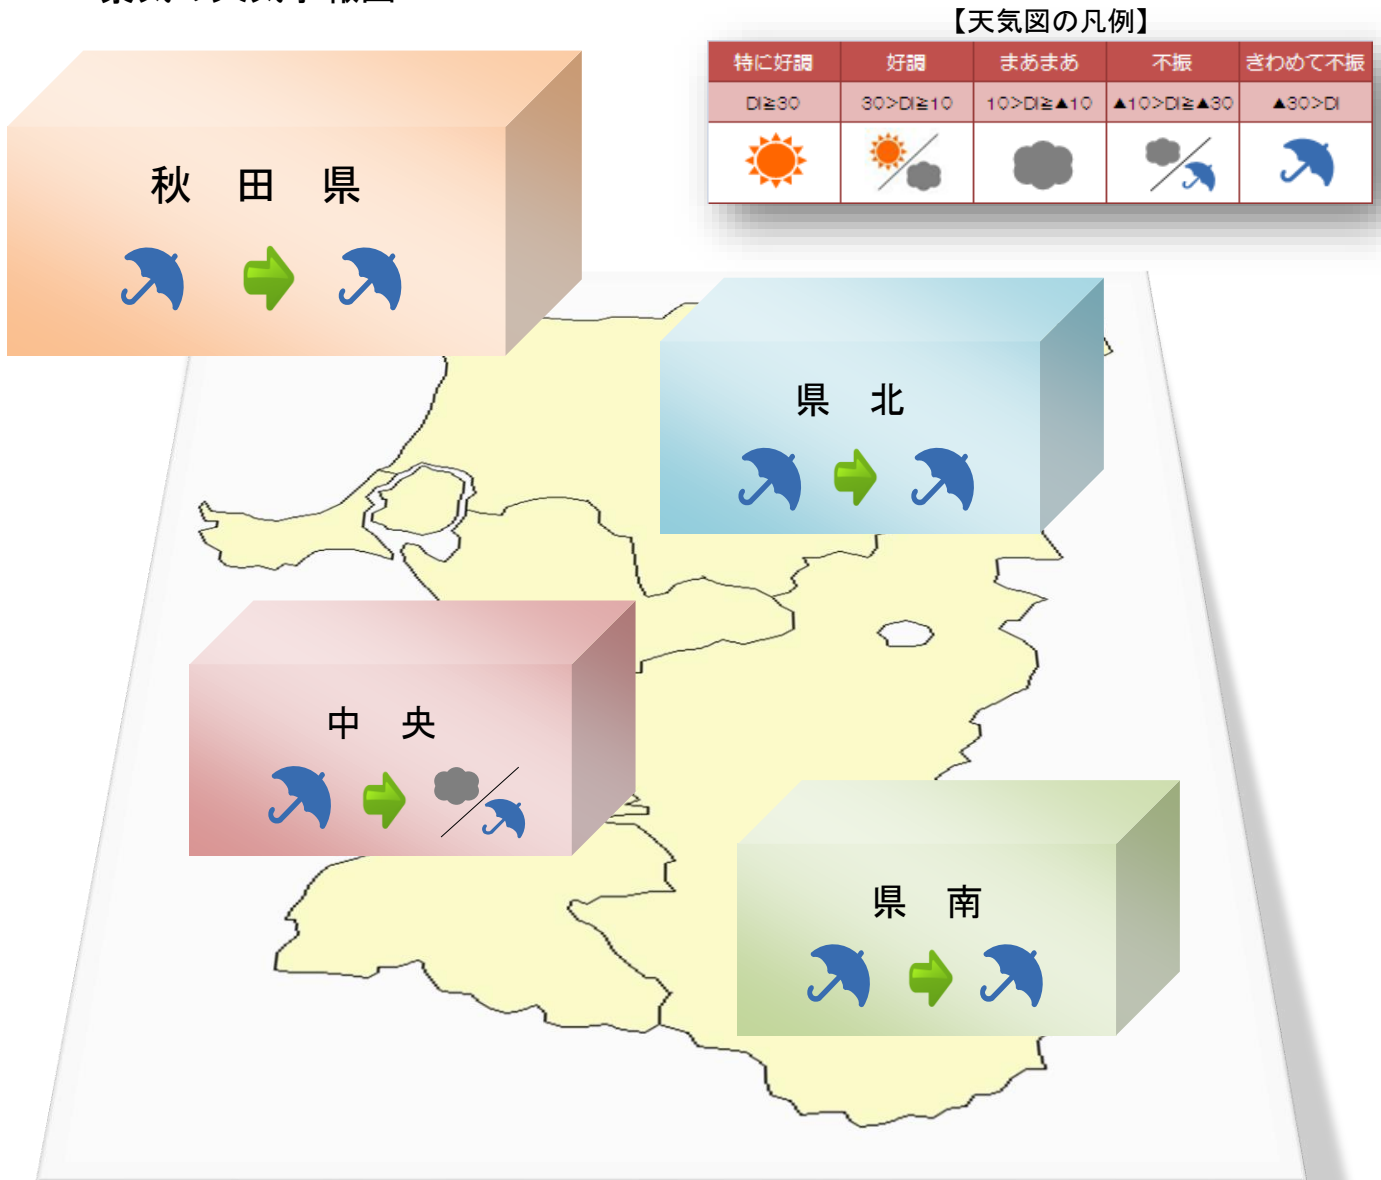 【天気図の凡例】
特に好調 好調 まあまあ 不振 きわめて不振
DI≧30 30>DI≧10 10>DI≧▲10 ▲10>DI≧▲30 ▲30>DI
秋 田 県
県 北
中 央
県 南